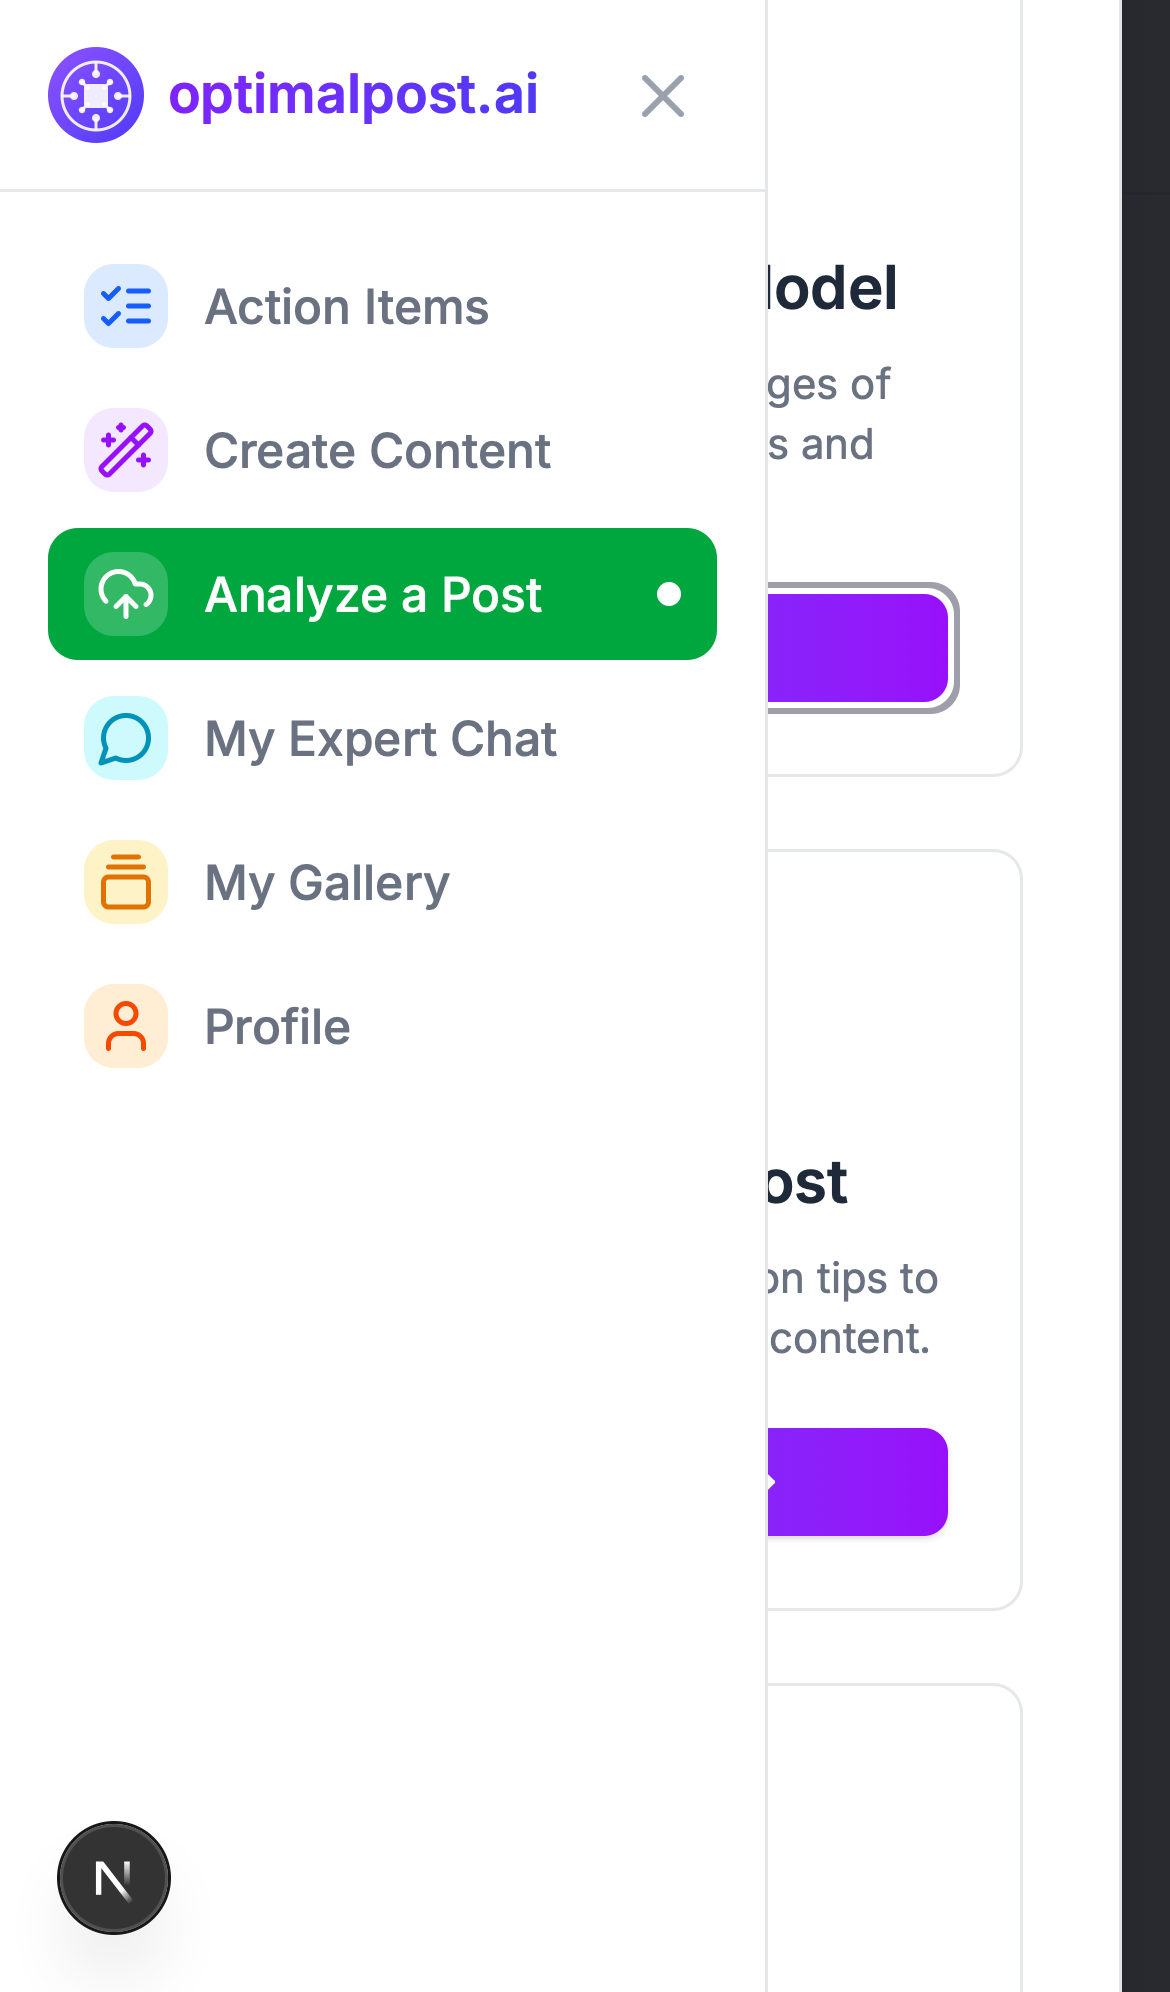 optimalpost.ai
Action Items
Create Content
Analyze a Post
My Expert Chat
My Gallery
Profile
odel
ges of
s and
ost
on tips to
content.
N